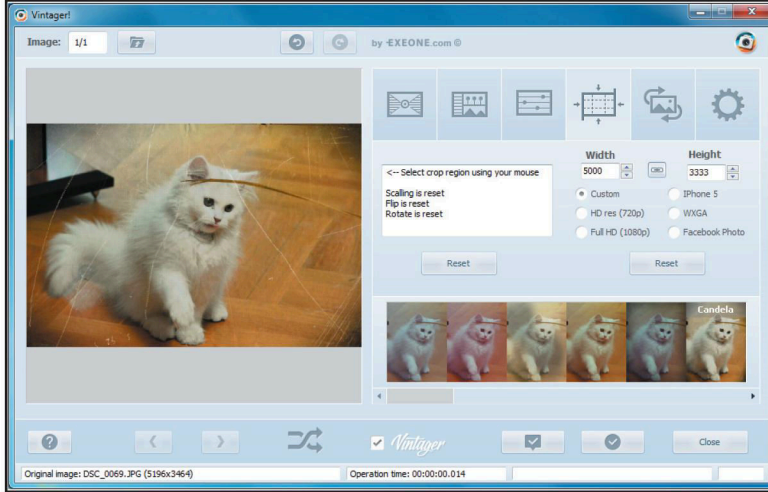 Vintager!
Image: 1/1
by EXEONE.com ©
<-- Select crop region using your mouse
Scalling is reset
Flip is reset
Rotate is reset
Width
Height
5000
3333
Custom
IPhone 5
HD res (720p)
WXGA
Full HD (1080p)
Facebook Photo
Reset
Reset
Candela
Vintager
Close
Original image: DSC_0069.JPG (5196x3464)
Operation time: 00:00:00.014